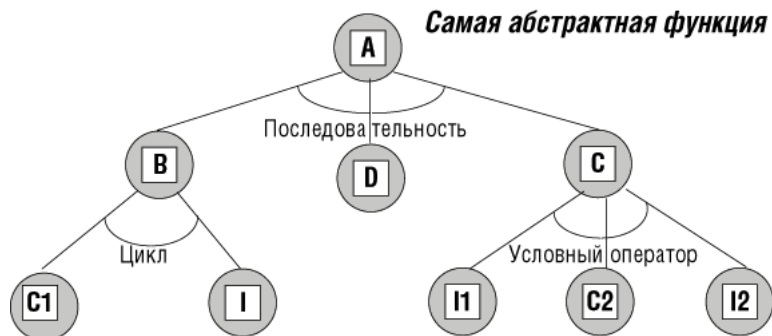 Самая абстрактная функция
A
Последовательность
B
D
C
Цикл
Условный оператор
C1
I
I1
C2
I2